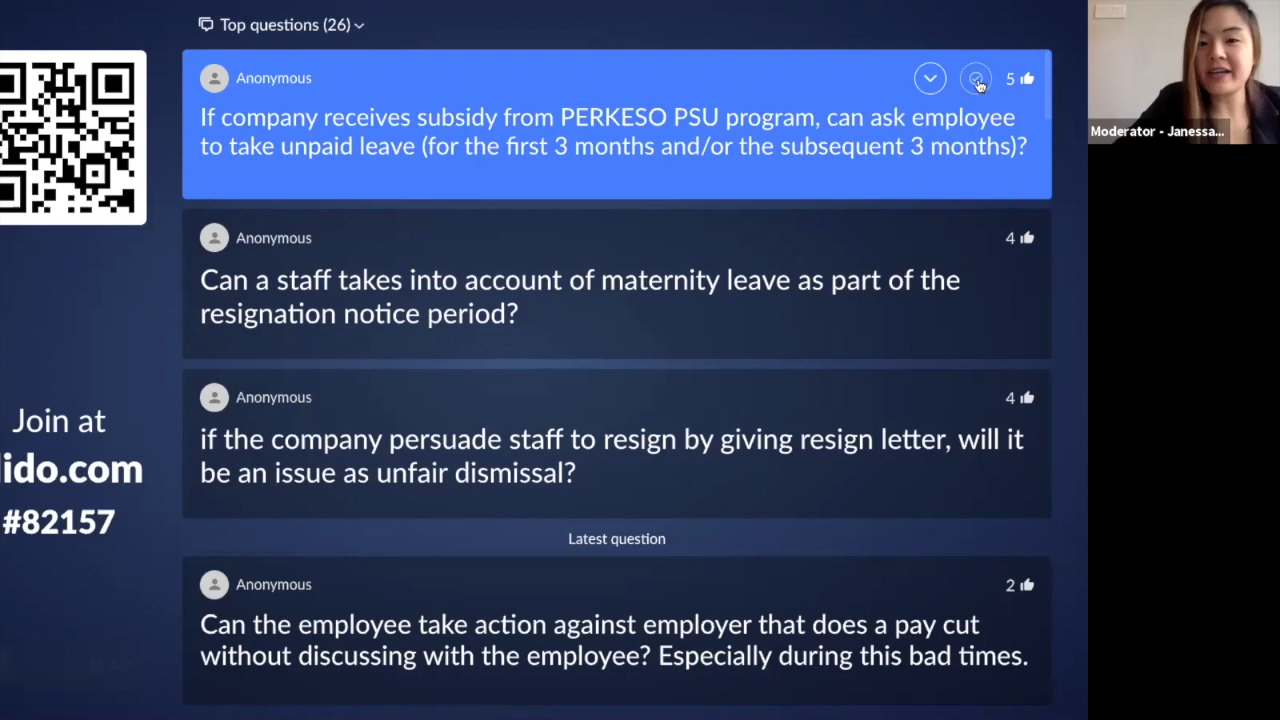 Top questions (26)
Anonymous
5
If company receives subsidy from PERKESO PSU program, can ask employee
to take unpaid leave (for the first 3 months and/or the subsequent 3 months)?
Moderator - Janessa...
Anonymous
4
Can a staff takes into account of maternity leave as part of the
resignation notice period?
Anonymous
4
if the company persuade staff to resign by giving resign letter, will it
be an issue as unfair dismissal?
Join at
lido.com
#82157
Latest question
Anonymous
2
Can the employee take action against employer that does a pay cut
without discussing with the employee? Especially during this bad times.